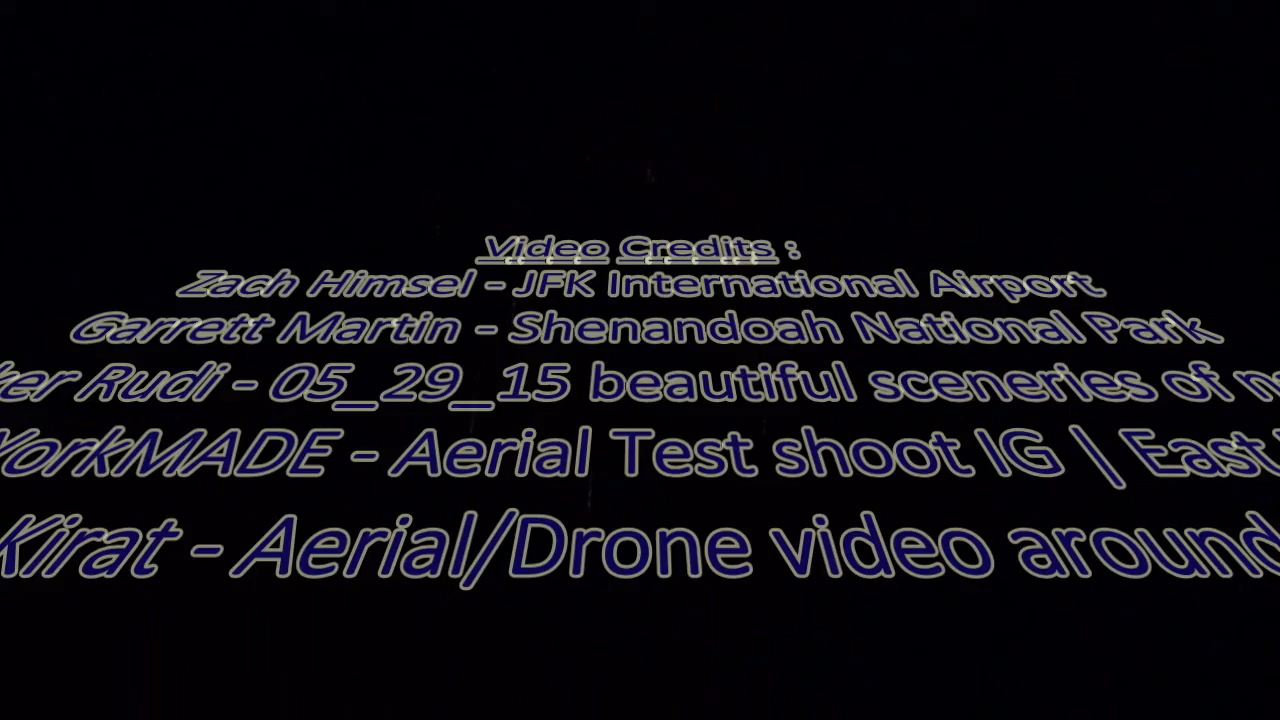 Video Credits :
Zach Himsel - JFK International Airport
Garrett Martin - Shenandoah National Park
Rudi - 05_29_15 beautiful sceneries of
YorkMADE - Aerial Test shoot IG | East
Kirat - Aerial/Drone video around